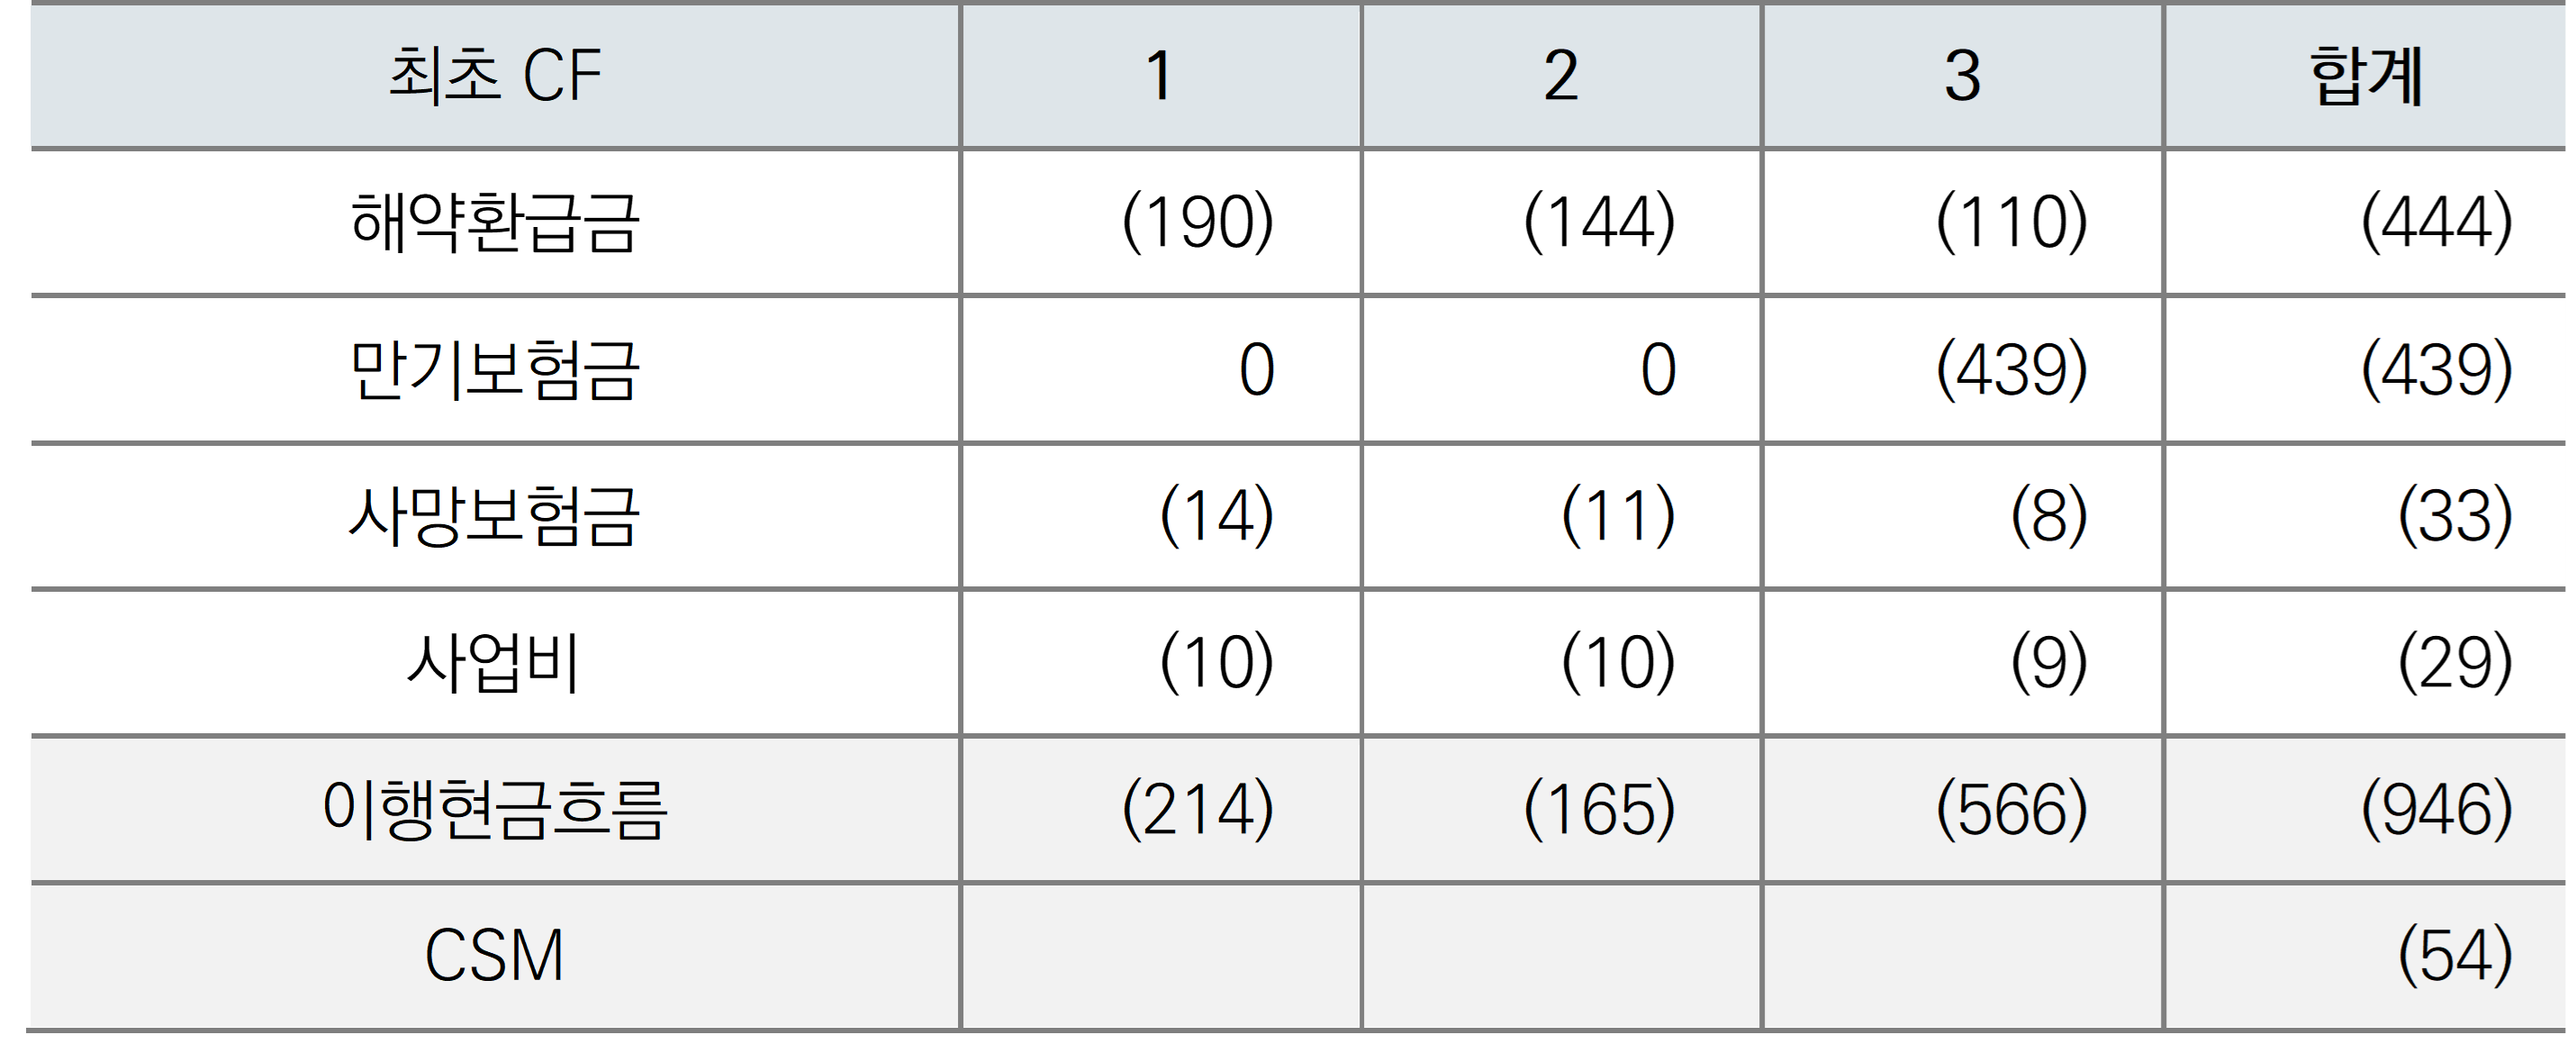 최초 CF 1 2 3 합계
해약환급금 (190) (144) (110) (444)
만기보험금 0 0 (439) (439)
사망보험금 (14) (11) (8) (33)
사업비 (10) (10) (9) (29)
이행현금흐름 (214) (165) (566) (946)
CSM (54)